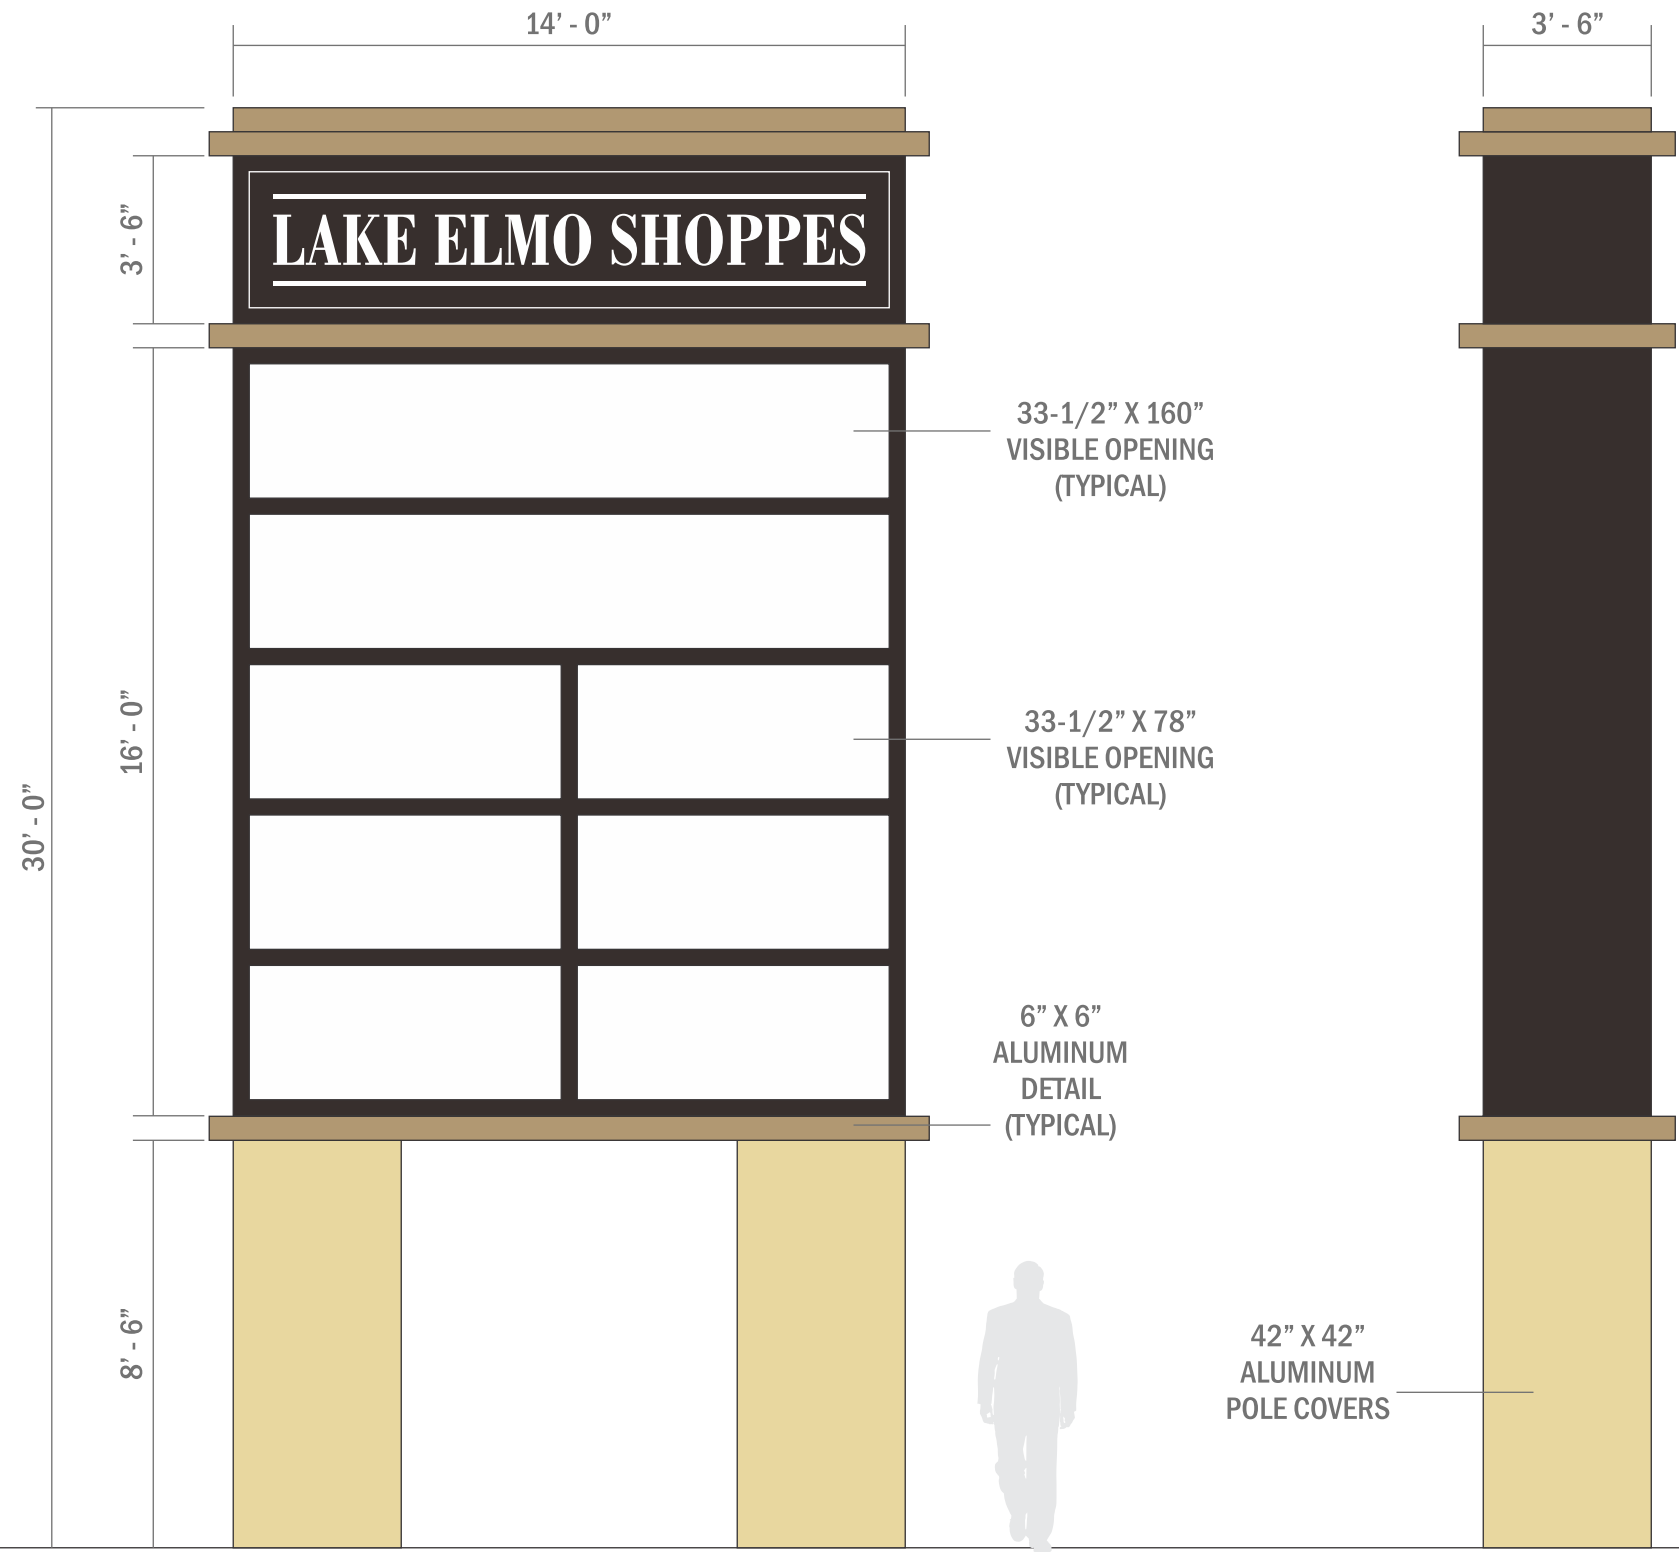 14’ - 0”
3’ - 6”
3’ - 6”
LAKE ELMO SHOPPES
33-1/2” X 160”
VISIBLE OPENING
(TYPICAL)
16’ - 0”
33-1/2” X 78”
VISIBLE OPENING
(TYPICAL)
30’ - 0”
6” X 6”
ALUMINUM
DETAIL
(TYPICAL)
8’ - 6”
42” X 42”
ALUMINUM
POLE COVERS